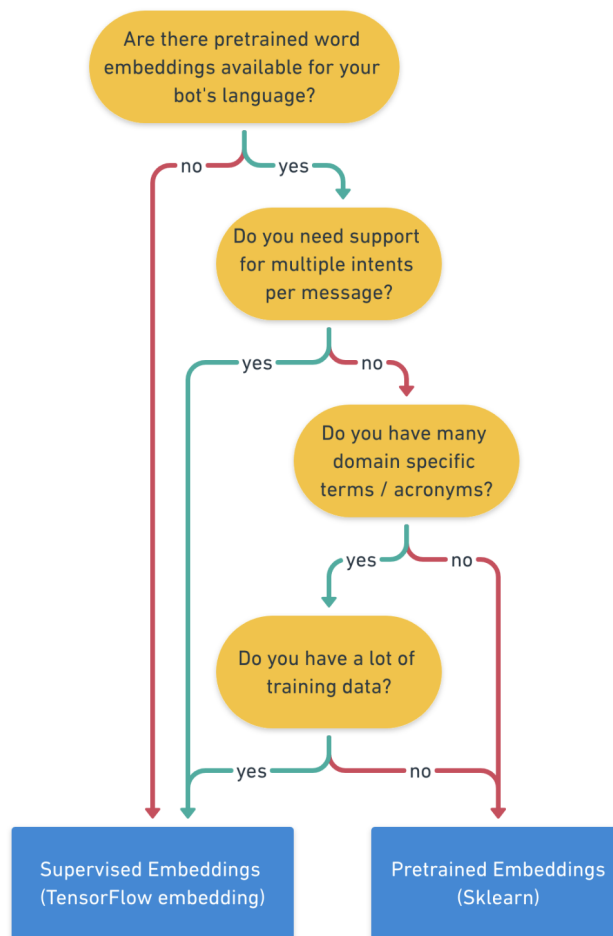 Are there pretrained word
embeddings available for your
bot's language?
no
yes
Do you need support
for multiple intents
per message?
yes
no
Do you have many
domain specific
terms / acronyms?
yes
no
Do you have a lot of
training data?
yes
no
Supervised Embeddings
(TensorFlow embedding)
Pretrained Embeddings
(Sklearn)